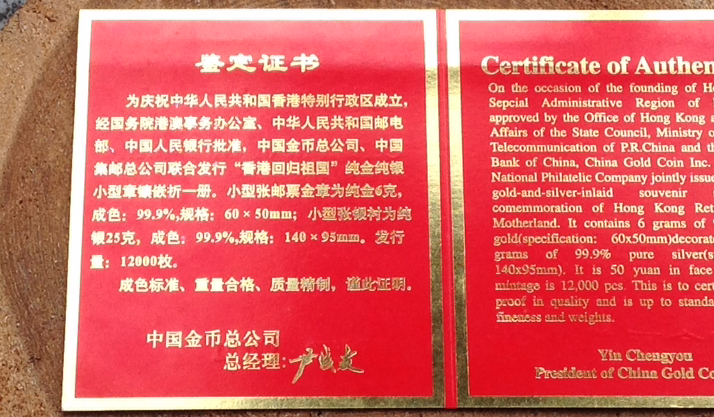 鉴定证书
为庆祝中华人民共和国香港特别行政区成立，
经国务院港澳事务办公室、中华人民共和国邮电
部、中国人民银行批准，中国金币总公司、中国
集邮总公司联合发行“香港回归祖国”纯金纯银
小型章镶嵌折一册。小型张邮票金章为纯金6克，
成色：99.9%,规格：60×50mm；小型张银衬为纯
银25克，成色：99.9%,规格：140×95mm。发行
量：12000枚。
成色标准、重量合格、质量精制，谨此证明。
中国金币总公司
总经理:
Certificate of Authen
On the occasion of the founding of Ho
Sepcial Administrative Region of
approved by the Office of Hong Kong a
Affairs of the State Council, Ministry o
Telecommunication of P.R.China and th
Bank of China, China Gold Coin Inc.
National Philatelic Company jointly issue
gold-and-silver-inlaid souvenir
comemmoration of Hong Kong Ret
Motherland. It contains 6 grams of
gold(specification: 60x50mm)decorate
grams of 99.9% pure silver(s
140x95mm). It is 50 yuan in face
mintage is 12,000 pcs. This is to cert
proof in quality and is up to standa
fineness and weights.
Yin Chengyou
President of China Gold Co